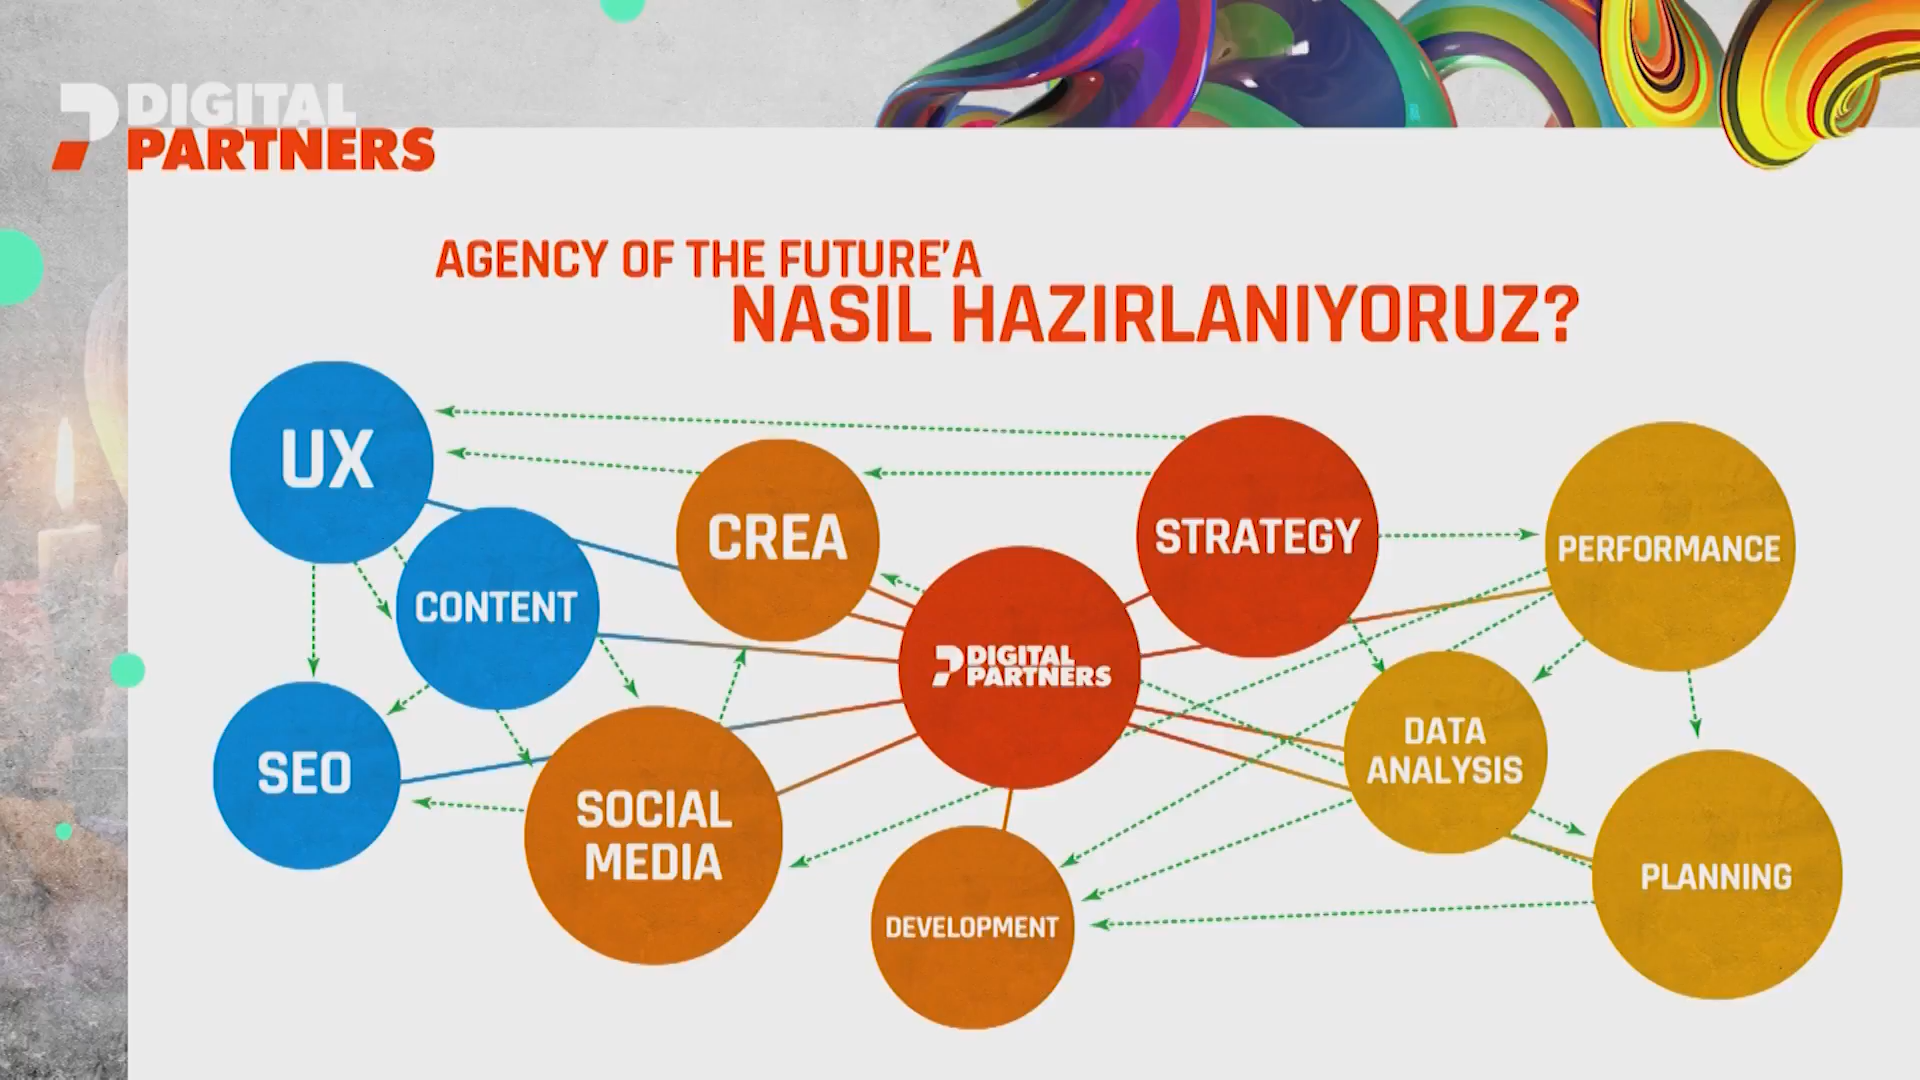 DIGITAL
PARTNERS
AGENCY OF THE FUTURE'A
NASIL HAZIRLANIYORUZ?
UX
CREA
STRATEGY
PERFORMANCE
CONTENT
DIGITAL
PARTNERS
DATA
ANALYSIS
SEO
SOCIAL
MEDIA
PLANNING
DEVELOPMENT